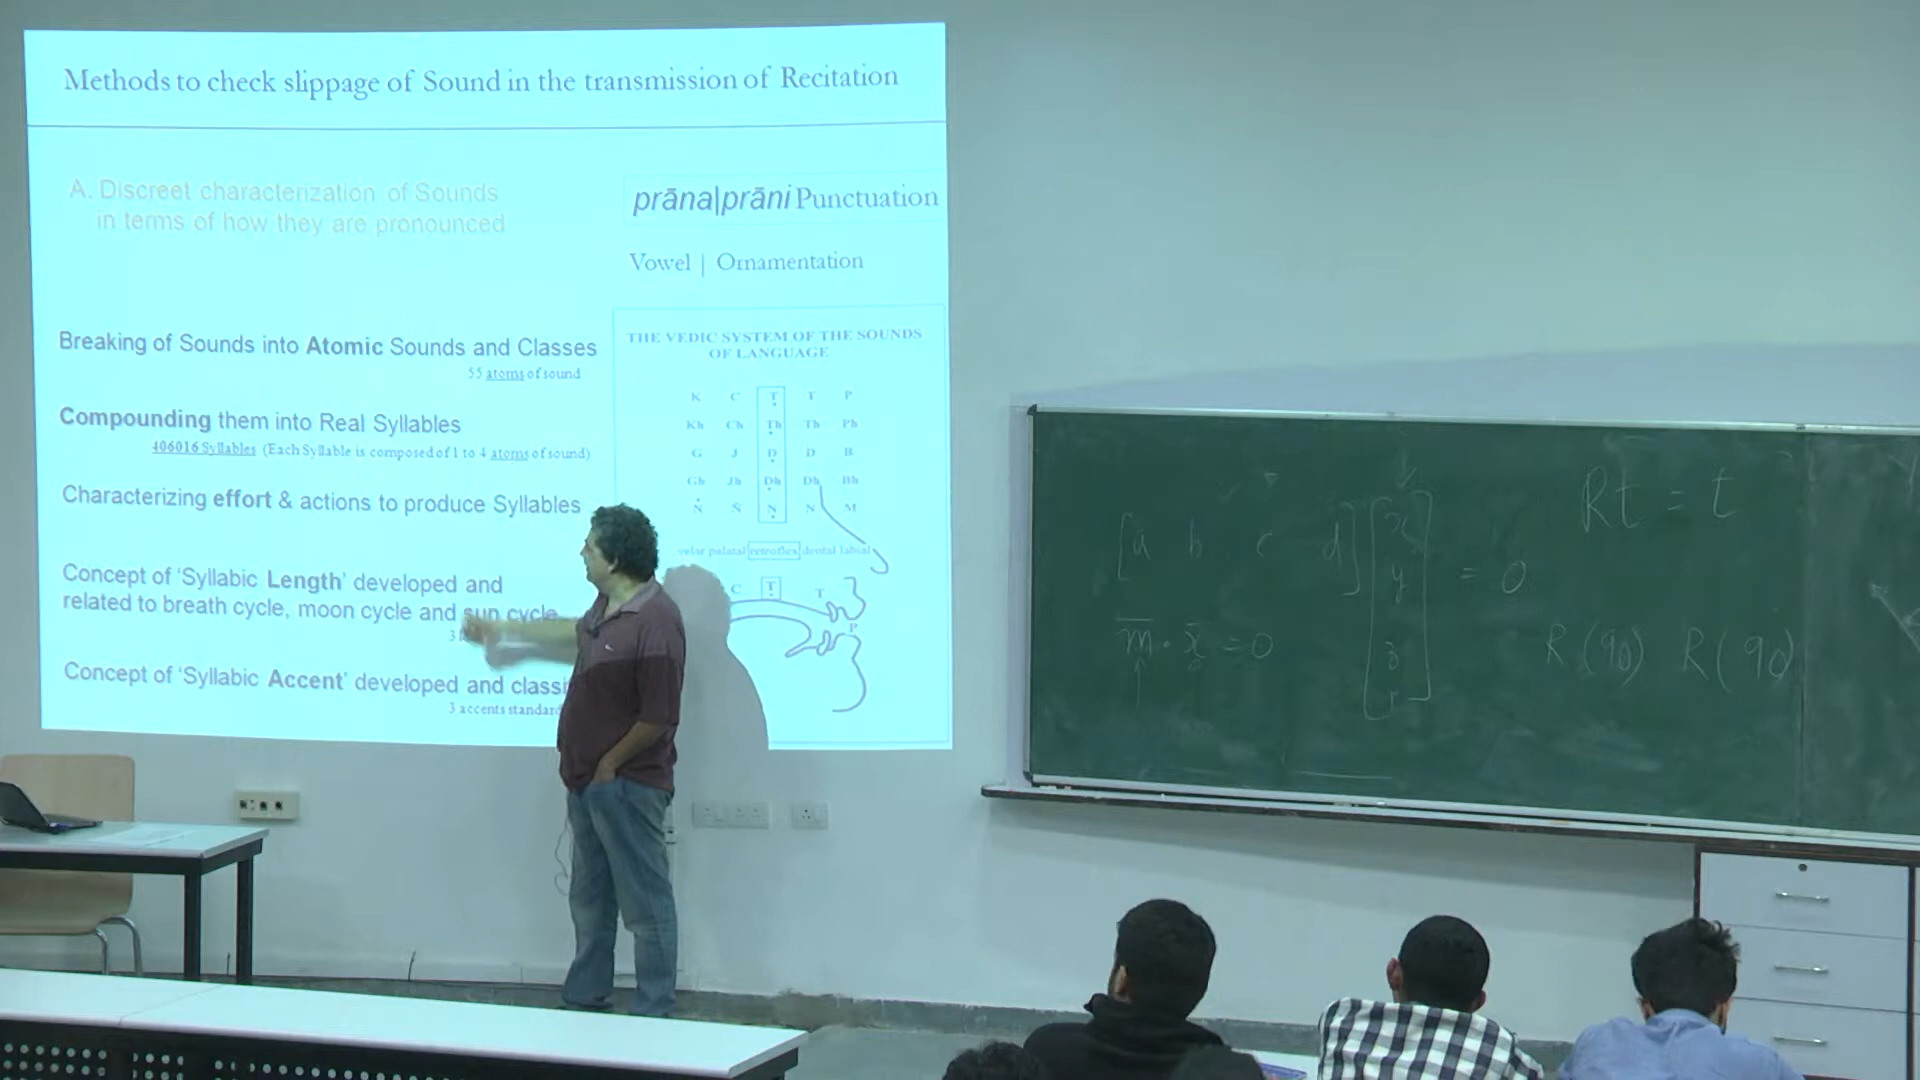 Methods to check slippage of Sound in the transmission of Recitation
A. Discreet characterization of Sounds
in terms of how they are pronounced
prāna|prāni Punctuation
Vowel | Ornamentation
Breaking of Sounds into Atomic Sounds and Classes
55 atoms of sound
Compounding them into Real Syllables
406016 Syllables (Each Syllable is composed of 1 to 4 atoms of sound)
Characterizing effort & actions to produce Syllables
Concept of 'Syllabic Length' developed and
related to breath cycle, moon cycle and sun cycle
3
Concept of 'Syllabic Accent' developed and
3 accents
THE VEDIC SYSTEM OF THE SOUNDS
OF LANGUAGE
K C Ṭ T P
Kh Ch Ṭh Th Ph
G J Ḍ D B
Gh Jh Ḍh Dh Bh
Ṅ Ñ Ṇ N M
velar palatal retroflex dental labial
C Ṭ T
P
[a b c d] [x
y
z
] = 0
m · x = 0
Rt = t
R(90) R(90)